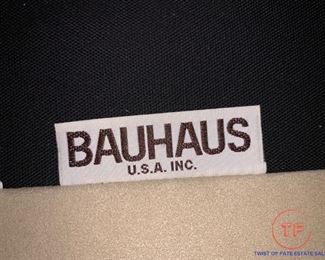 BAUHAUS
U.S.A. INC.
TF
TWIST OF FATE ESTATE SALES